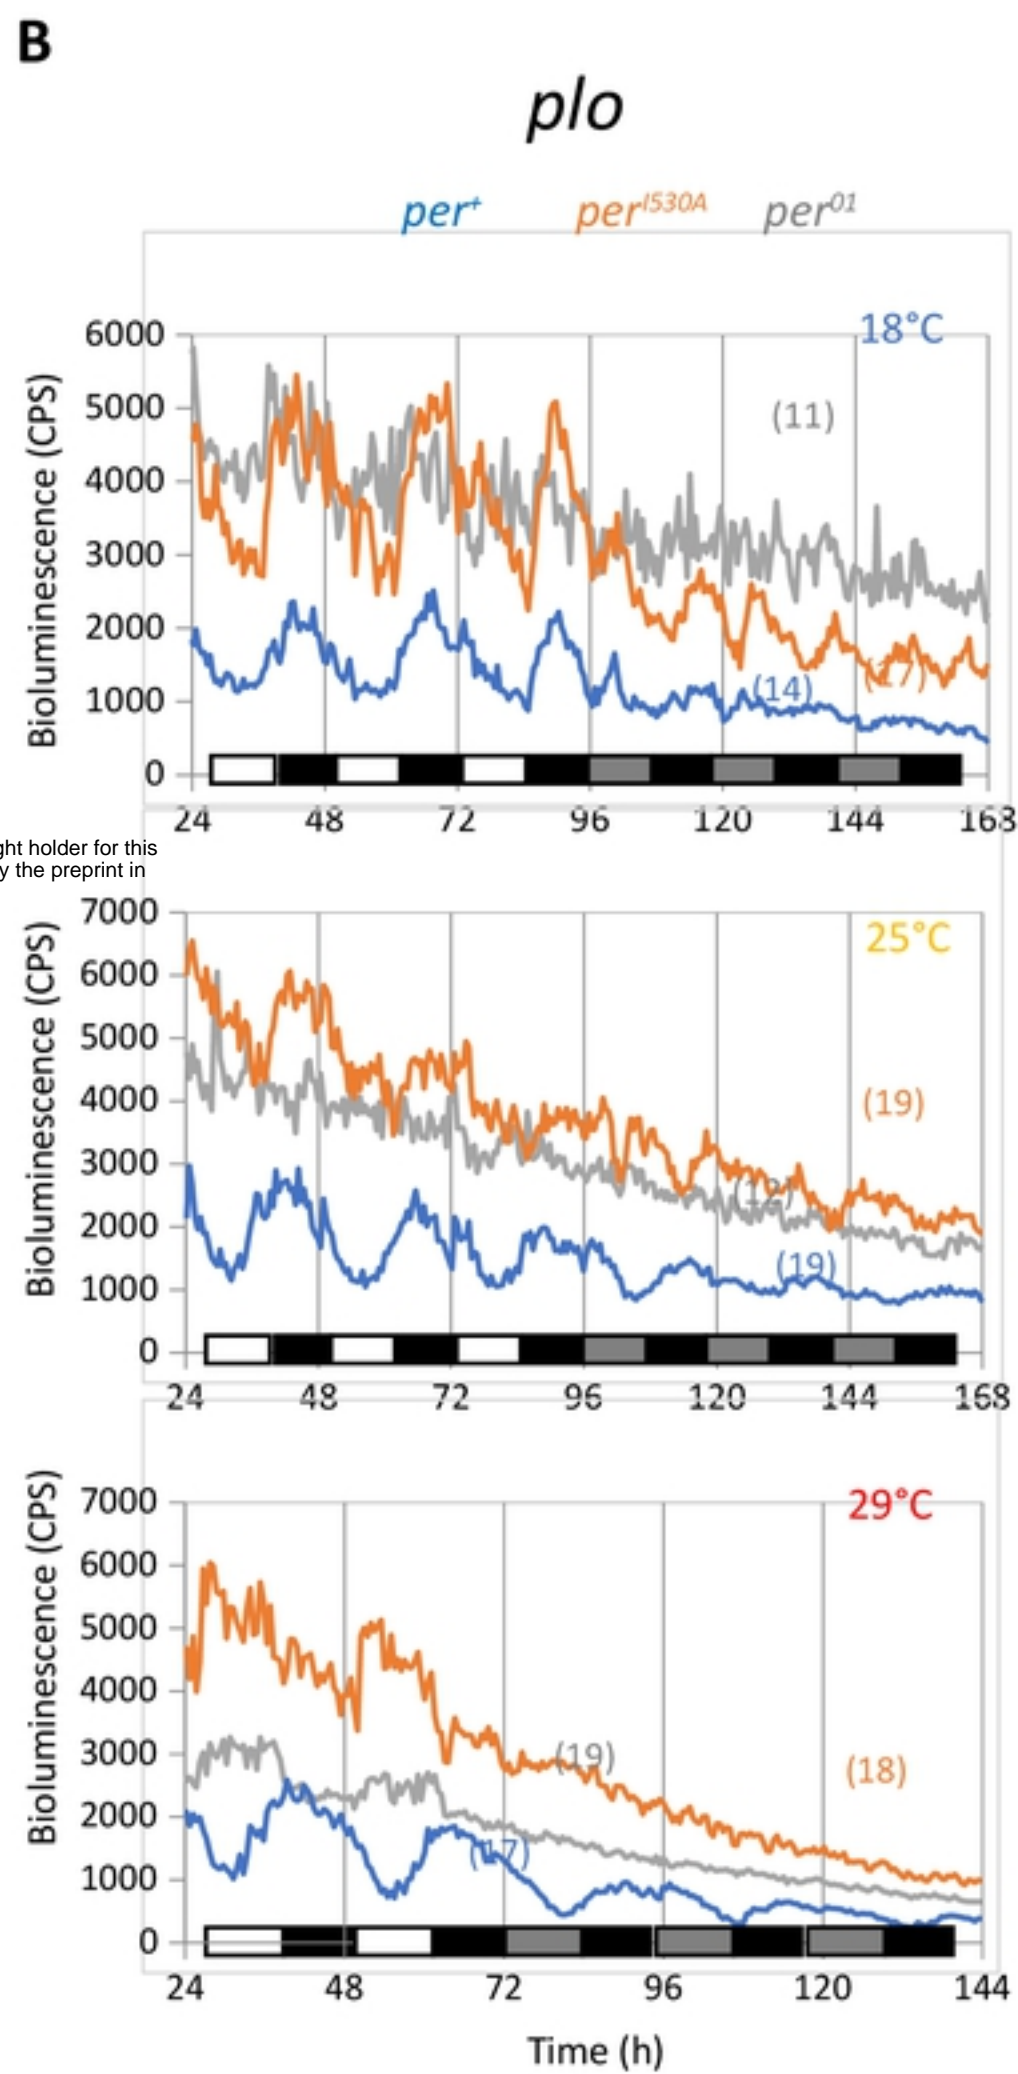 B
plo
per+ perI530A per01
18°C
6000
5000
4000
3000
2000
1000
0
Bioluminescence (CPS)
(11)
(14)
(17)
24 48 72 96 120 144 168
ght holder for this
y the preprint in
25°C
7000
6000
5000
4000
3000
2000
1000
0
Bioluminescence (CPS)
(19)
(12)
(19)
24 48 72 96 120 144 168
29°C
7000
6000
5000
4000
3000
2000
1000
0
Bioluminescence (CPS)
(19)
(18)
(17)
24 48 72 96 120 144
Time (h)